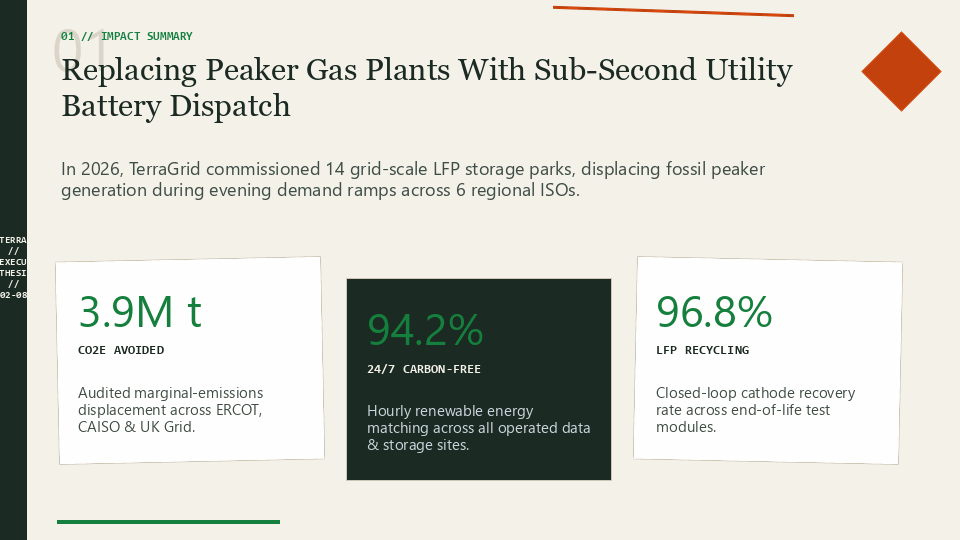 01
01 // IMPACT SUMMARY
Replacing Peaker Gas Plants With Sub-Second Utility
Battery Dispatch
In 2026, TerraGrid commissioned 14 grid-scale LFP storage parks, displacing fossil peaker
generation during evening demand ramps across 6 regional ISOs.
TERRA
//
EXECU
THESI
//
02-08
3.9M t
CO2E AVOIDED
Audited marginal-emissions
displacement across ERCOT,
CAISO & UK Grid.
94.2%
24/7 CARBON-FREE
Hourly renewable energy
matching across all operated data
& storage sites.
96.8%
LFP RECYCLING
Closed-loop cathode recovery
rate across end-of-life test
modules.